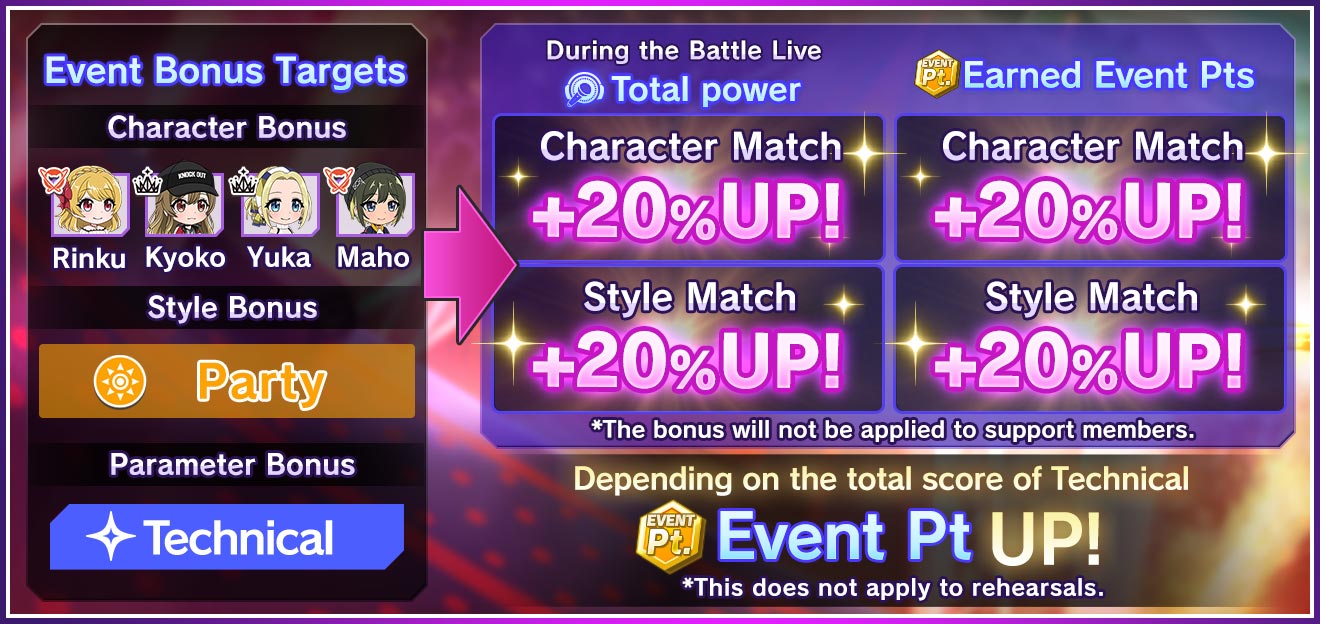 Event Bonus Targets
Character Bonus
KNOCK OUT
Rinku Kyoko Yuka Maho
Style Bonus
Party
Parameter Bonus
Technical
During the Battle Live
Total power
EVENT
Pt.
Earned Event Pts
Character Match
+20%UP!
Character Match
+20%UP!
Style Match
+20%UP!
Style Match
+20%UP!
*The bonus will not be applied to support members.
Depending on the total score of Technical
EVENT
Pt.
Event Pt UP!
*This does not apply to rehearsals.